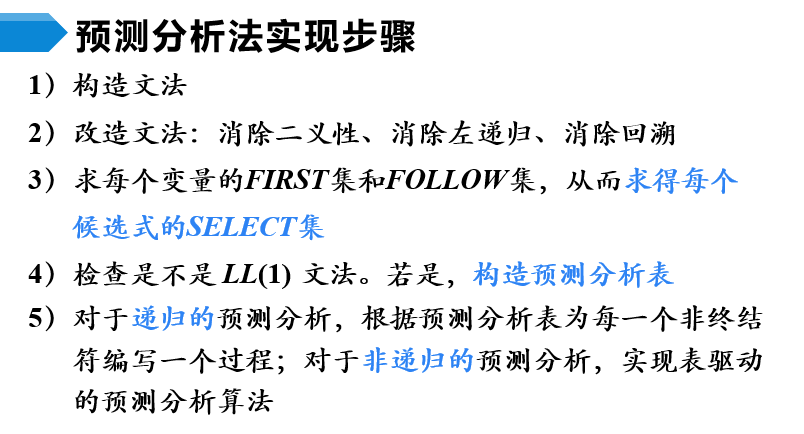 预测分析法实现步骤
1）构造文法
2）改造文法：消除二义性、消除左递归、消除回溯
3）求每个变量的FIRST集和FOLLOW集，从而求得每个
候选式的SELECT集
4）检查是不是 LL(1) 文法。若是，构造预测分析表
5）对于递归的预测分析，根据预测分析表为每一个非终结
符编写一个过程；对于非递归的预测分析，实现表驱动
的预测分析算法